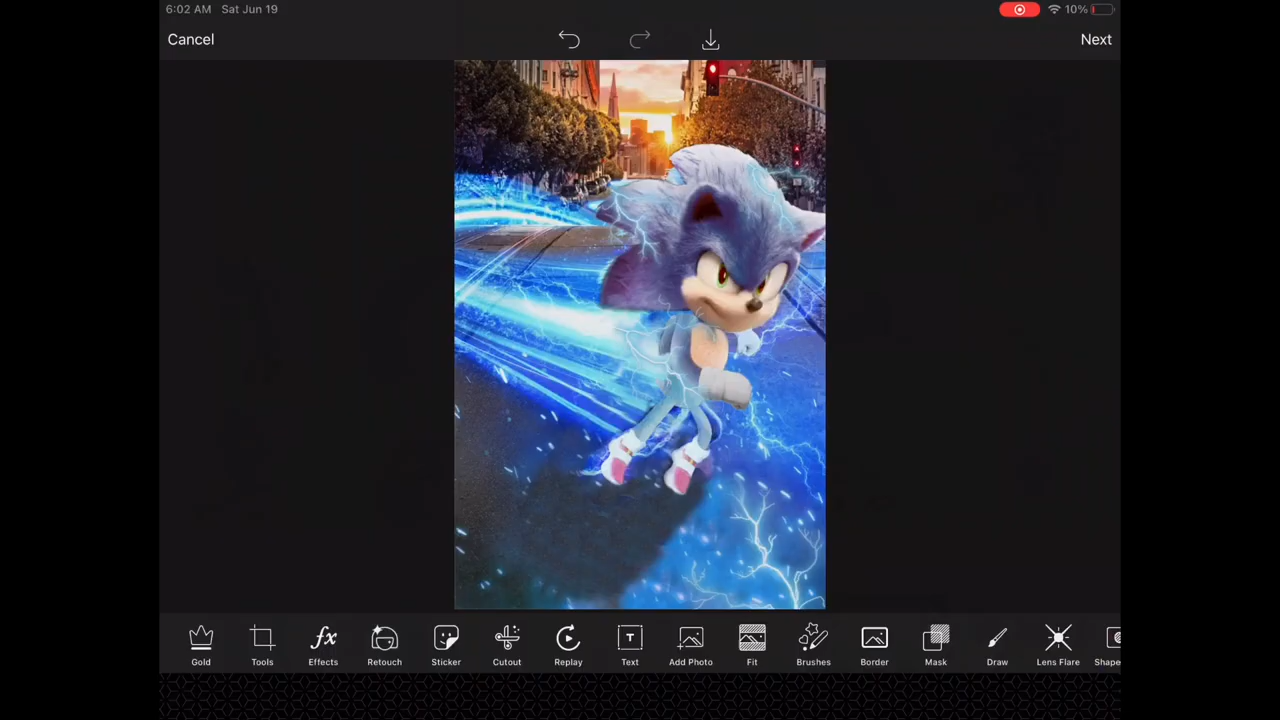 6:02 AM Sat Jun 19 10%
Cancel Next
Gold Tools fx Effects Retouch Sticker Cutout Replay T Text Add Photo Fit Brushes Border Mask Draw Lens Flare Shape